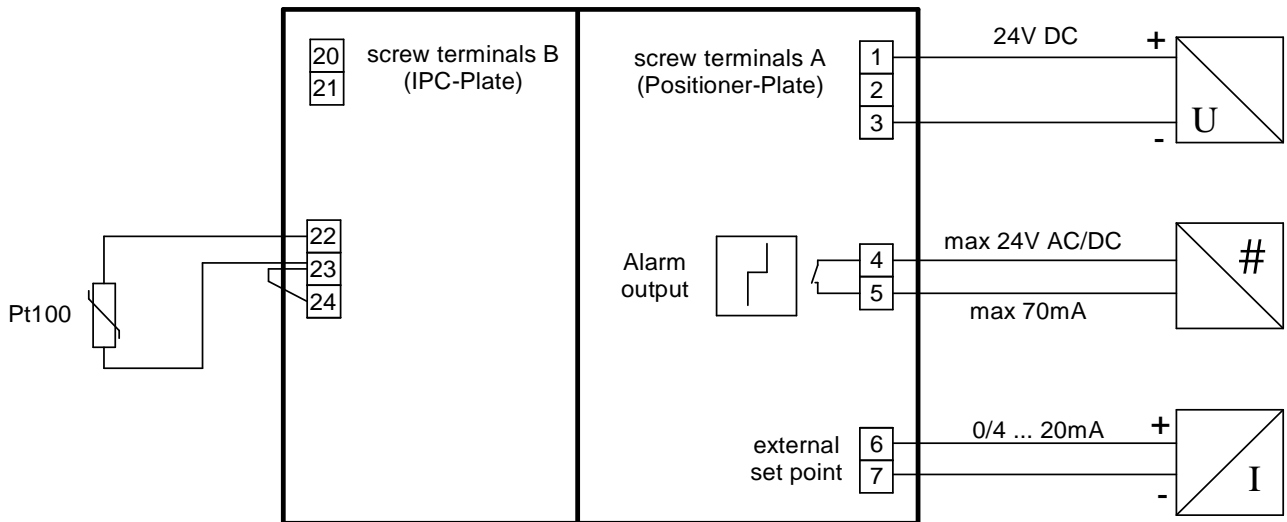 20
21
screw terminals B
(IPC-Plate)
22
23
24
Pt100
screw terminals A
(Positioner-Plate)
1
2
3
24V DC
+
-
U
Alarm
output
4
5
max 24V AC/DC
max 70mA
#
external
set point
6
7
0/4 ... 20mA
+
-
I